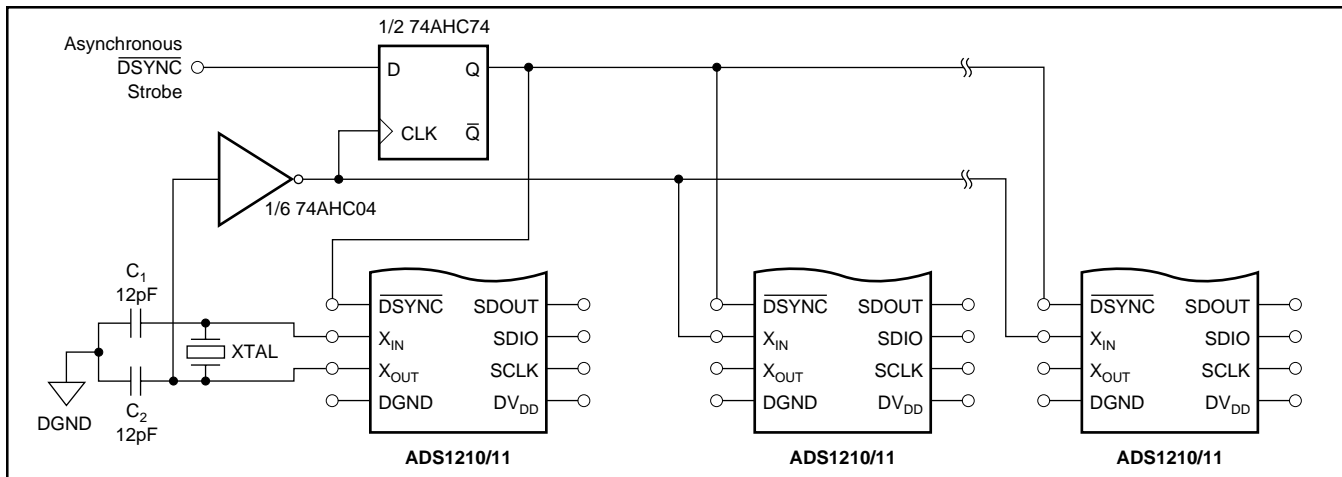 1/2 74AHC74
Asynchronous
DSYNC
Strobe
D Q
CLK Q
1/6 74AHC04
C1
12pF
XTAL
C2
12pF
DGND
DSYNC SDOUT
XIN SDIO
XOUT SCLK
DGND DVDD
ADS1210/11
DSYNC SDOUT
XIN SDIO
XOUT SCLK
DGND DVDD
ADS1210/11
DSYNC SDOUT
XIN SDIO
XOUT SCLK
DGND DVDD
ADS1210/11